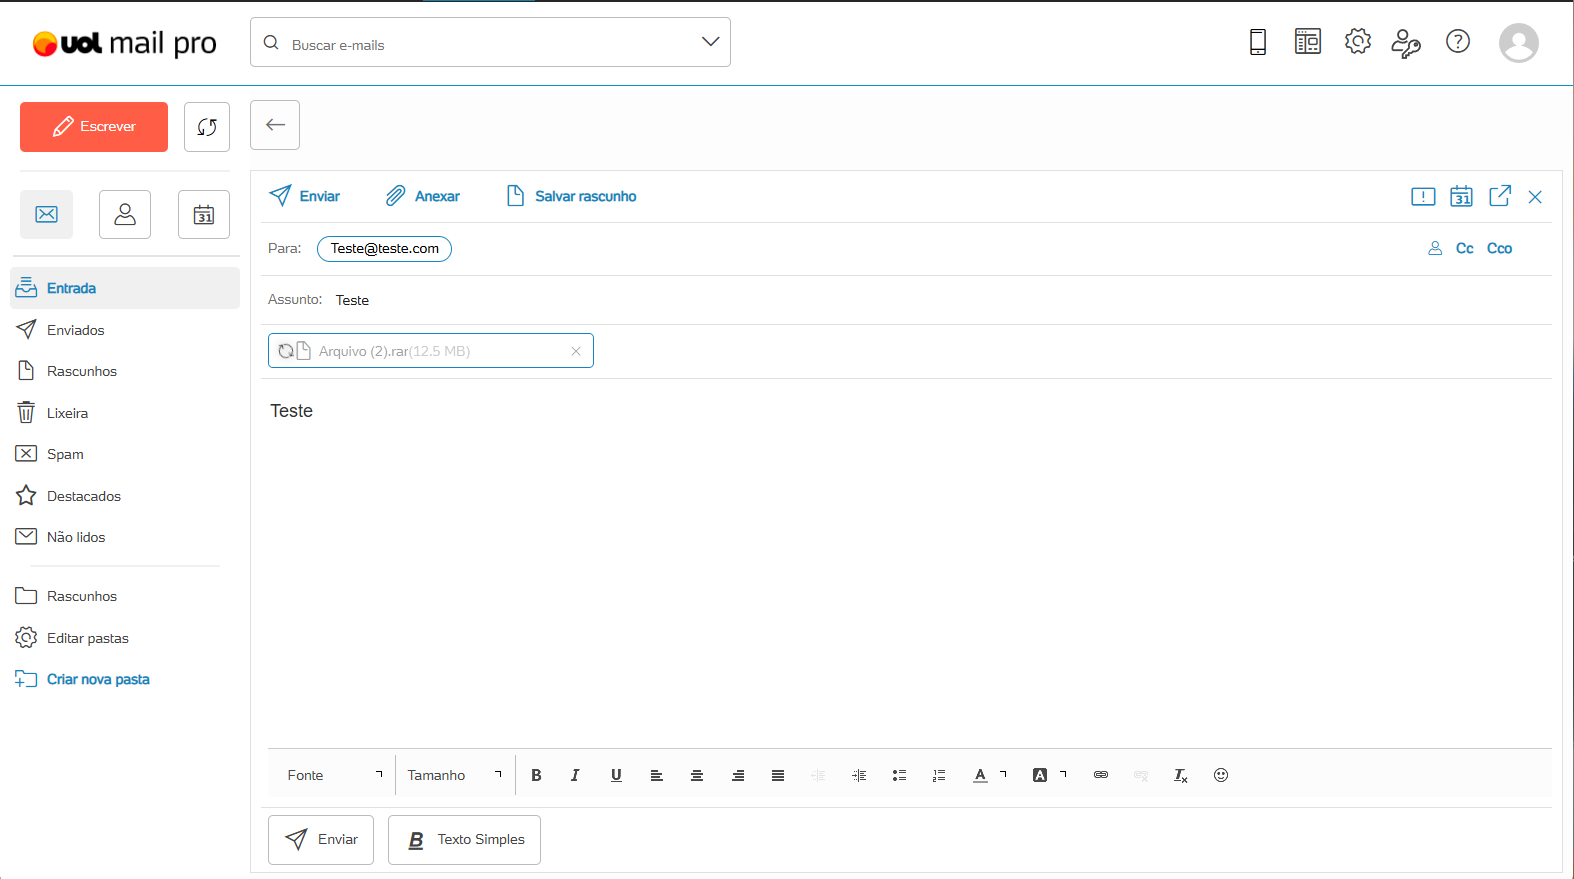 uol mail pro
Buscar e-mails
Escrever
31
Enviar
Anexar
Salvar rascunho
31
Para:
Teste@teste.com
Cc
Cco
Entrada
Assunto:
Teste
Enviados
Arquivo (2).rar(12.5 MB)
Rascunhos
Teste
Lixeira
Spam
Destacados
Não lidos
Rascunhos
Editar pastas
Criar nova pasta
Fonte
Tamanho
B
I
U
A
A
Enviar
B
Texto Simples